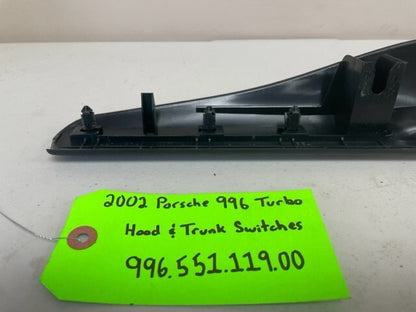 2002 Porsche 996 Turbo
Hood & Trunk Switches
996.551.119.00